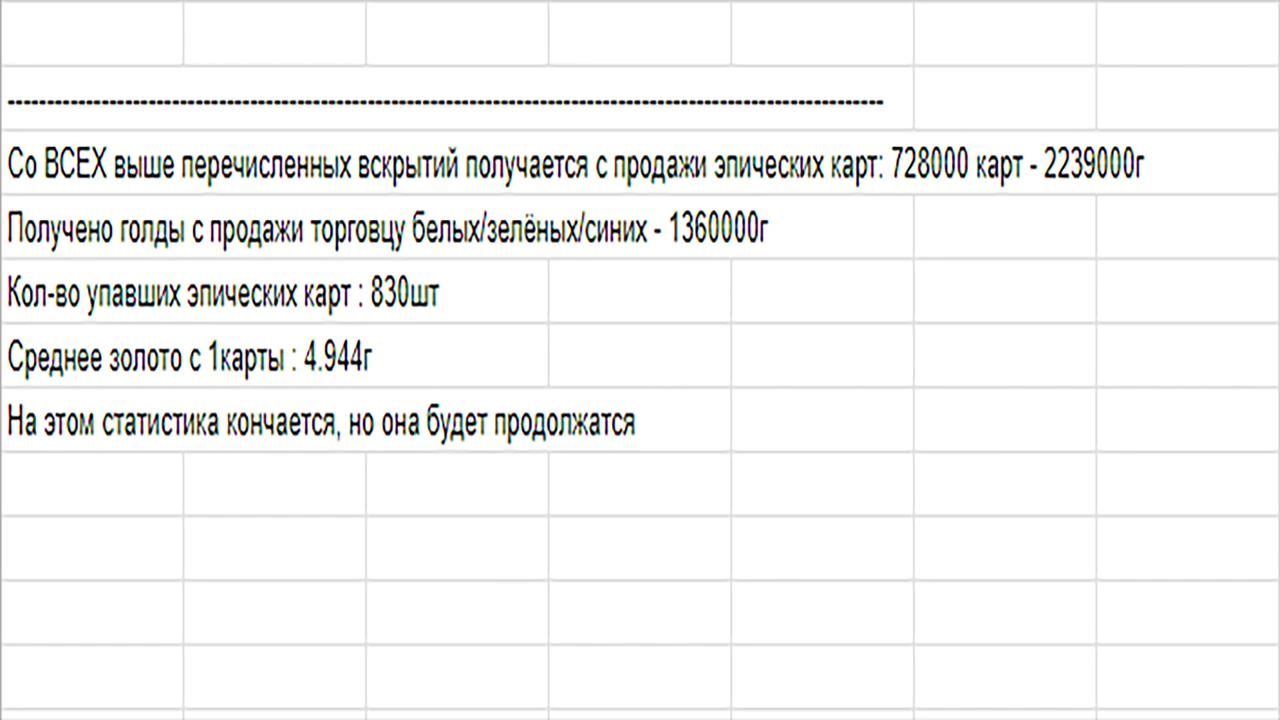 --------------------------------------------------------------------------------------------------------------
Со ВСЕХ выше перечисленных вскрытий получается с продажи эпических карт: 728000 карт - 2239000г
Получено голды с продажи торговцу белых/зелёных/синих - 1360000г
Кол-во упавших эпических карт : 830шт
Среднее золото с 1карты : 4.944г
На этом статистика кончается, но она будет продолжатся